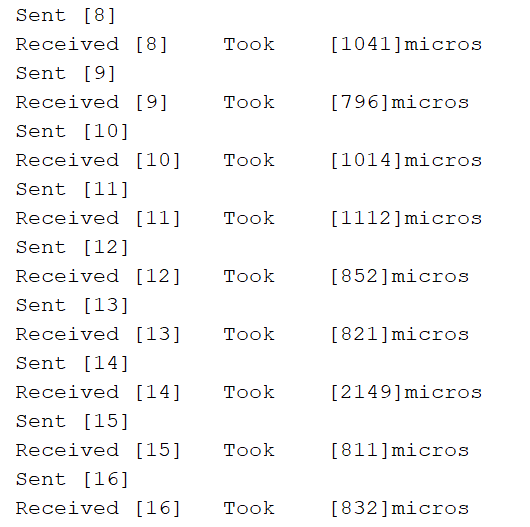 Sent [8]
Received [8] Took [1041]micros
Sent [9]
Received [9] Took [796]micros
Sent [10]
Received [10] Took [1014]micros
Sent [11]
Received [11] Took [1112]micros
Sent [12]
Received [12] Took [852]micros
Sent [13]
Received [13] Took [821]micros
Sent [14]
Received [14] Took [2149]micros
Sent [15]
Received [15] Took [811]micros
Sent [16]
Received [16] Took [832]micros